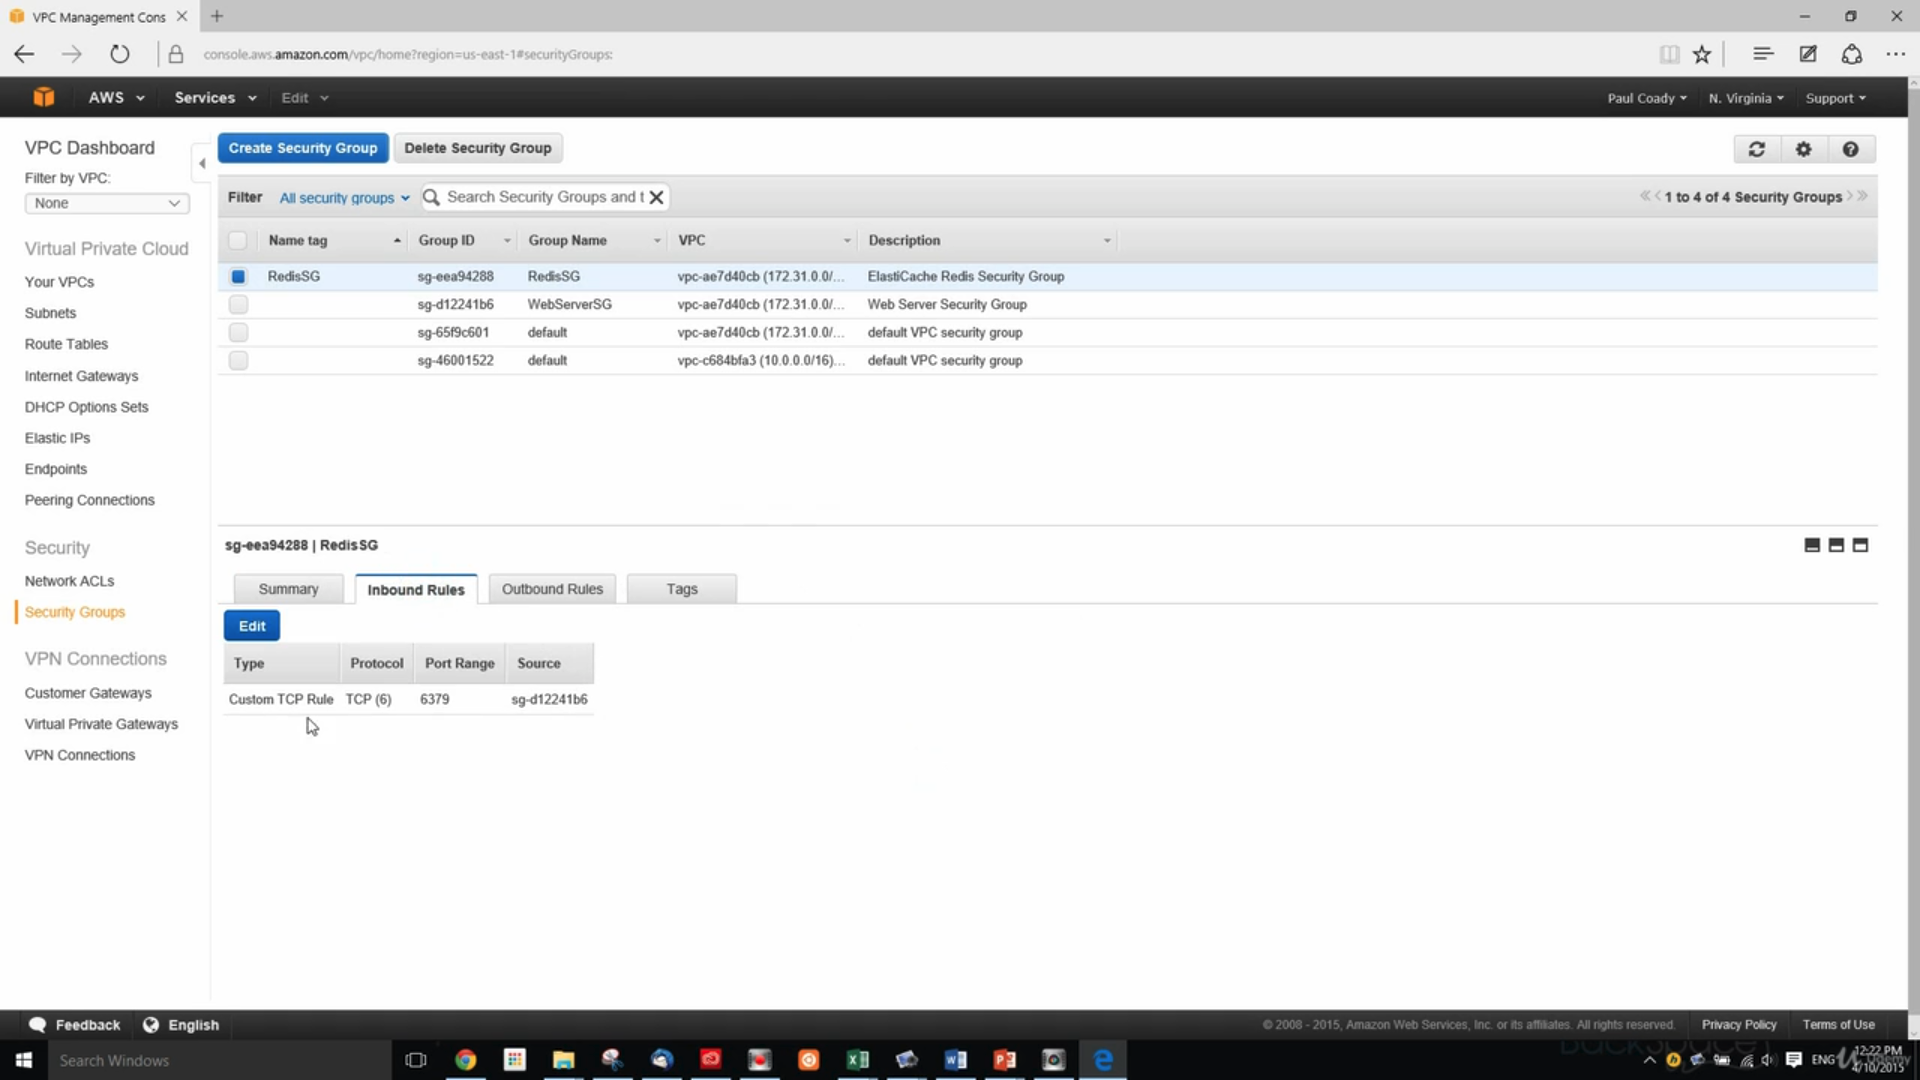 VPC Management Cons
console.aws.amazon.com/vpc/home?region=us-east-1#securityGroups:
AWS Services Edit Paul Coady N. Virginia Support
VPC Dashboard
Filter by VPC:
None
Virtual Private Cloud
Your VPCs
Subnets
Route Tables
Internet Gateways
DHCP Options Sets
Elastic IPs
Endpoints
Peering Connections
Security
Network ACLs
Security Groups
VPN Connections
Customer Gateways
Virtual Private Gateways
VPN Connections
Create Security Group Delete Security Group
Filter All security groups Search Security Groups and t 1 to 4 of 4 Security Groups
Name tag Group ID Group Name VPC Description
RedisSG sg-eea94288 RedisSG vpc-ae7d40cb (172.31.0.0/... ElastiCache Redis Security Group
sg-d12241b6 WebServerSG vpc-ae7d40cb (172.31.0.0/... Web Server Security Group
sg-65f9c601 default vpc-ae7d40cb (172.31.0.0/... default VPC security group
sg-46001522 default vpc-c684bfa3 (10.0.0.0/16)... default VPC security group
sg-eea94288 | RedisSG
Summary Inbound Rules Outbound Rules Tags
Edit
Type Protocol Port Range Source
Custom TCP Rule TCP (6) 6379 sg-d12241b6
Feedback English © 2008 - 2015, Amazon Web Services, Inc. or its affiliates. All rights reserved. Privacy Policy Terms of Use
Search Windows ENG 12:22 PM
4/10/2015